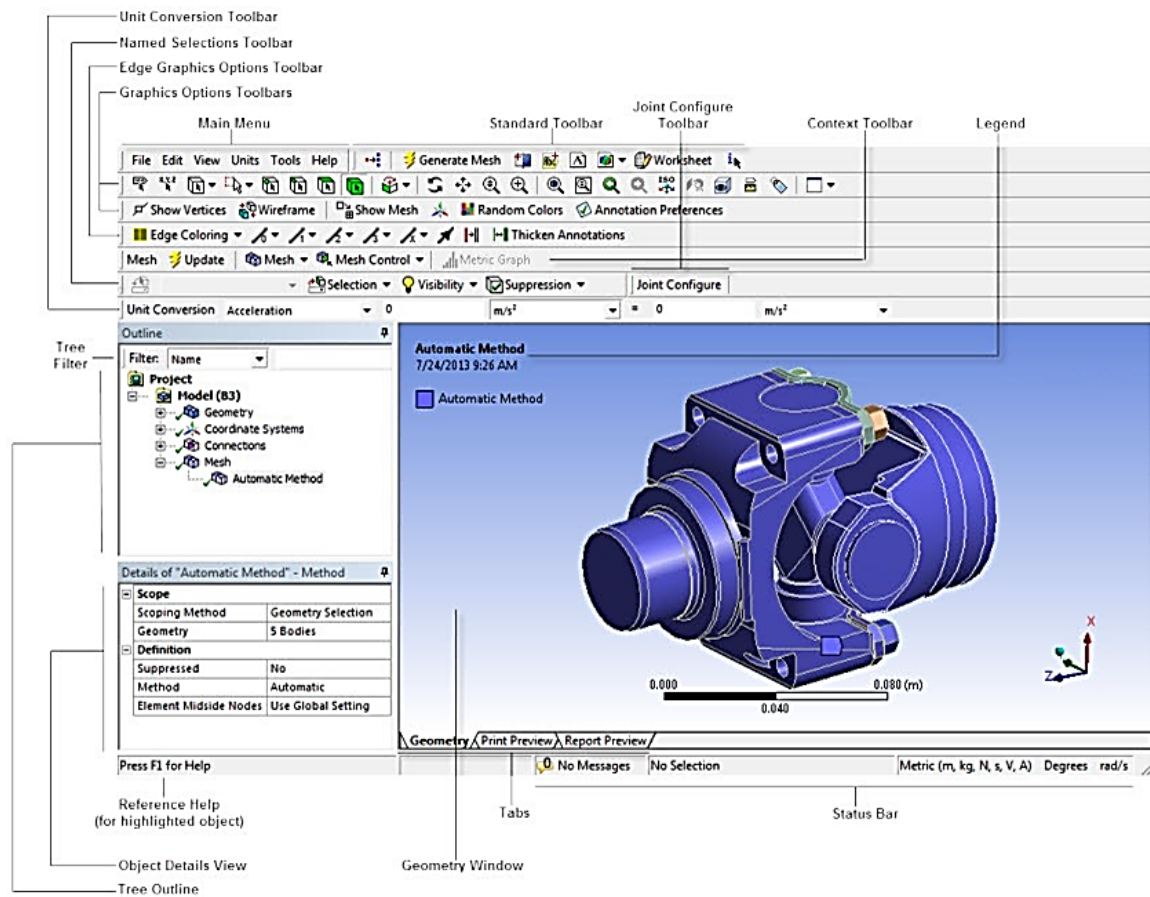 Unit Conversion Toolbar
Named Selections Toolbar
Edge Graphics Options Toolbar
Graphics Options Toolbars
Main Menu
Standard Toolbar
Joint Configure
Toolbar
Context Toolbar
Legend
File Edit View Units Tools Help Generate Mesh Worksheet
ISO
Show Vertices Wireframe Show Mesh Random Colors Annotation Preferences
Edge Coloring Thicken Annotations
Mesh Update Mesh Mesh Control Metric Graph
Selection Visibility Suppression Joint Configure
Unit Conversion Acceleration 0 m/s² = 0 m/s²
Outline
Tree
Filter
Filter: Name
Project
Model (B3)
Geometry
Coordinate Systems
Connections
Mesh
Automatic Method
Automatic Method
7/24/2013 9:26 AM
Automatic Method
X
Z
0.000 0.080 (m)
0.040
Details of "Automatic Method" - Method
Scope
Scoping Method Geometry Selection
Geometry 5 Bodies
Definition
Suppressed No
Method Automatic
Element Midside Nodes Use Global Setting
Geometry Print Preview Report Preview
Press F1 for Help 0 No Messages No Selection Metric (m, kg, N, s, V, A) Degrees rad/s
Reference Help
(for highlighted object)
Tabs
Status Bar
Object Details View
Geometry Window
Tree Outline